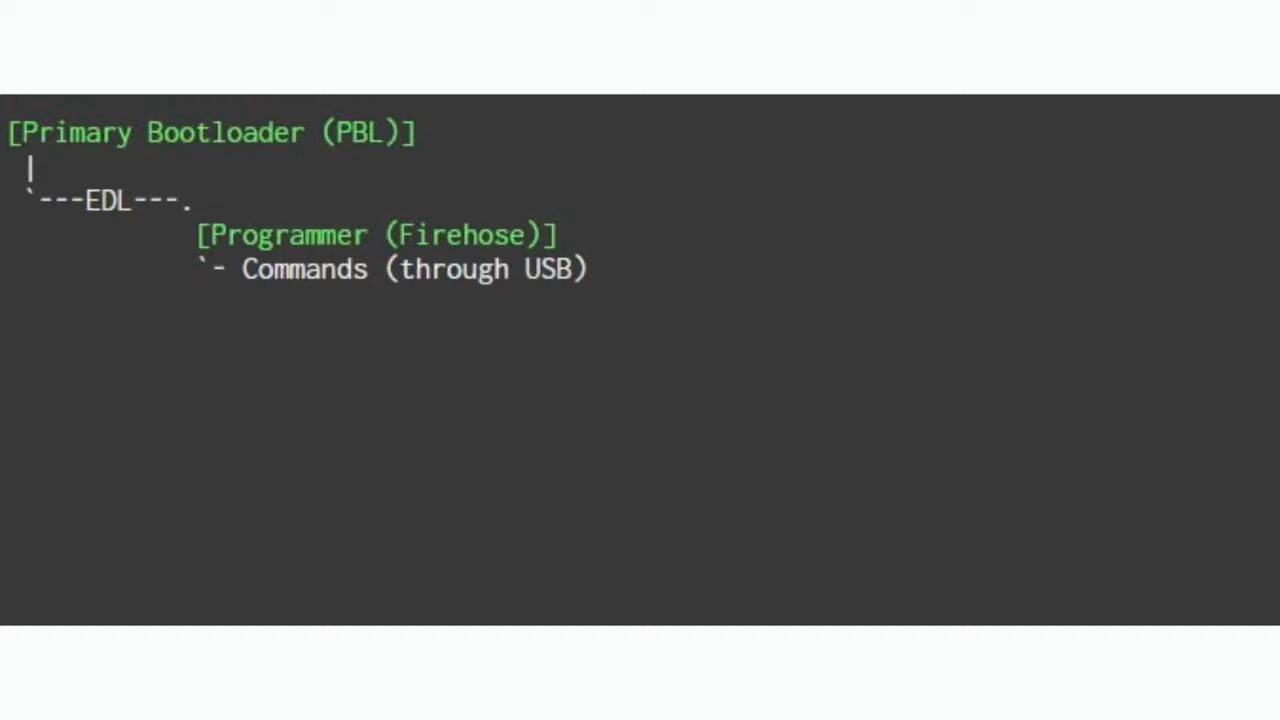 [Primary Bootloader (PBL)]
|
`---EDL---.
[Programmer (Firehose)]
`- Commands (through USB)